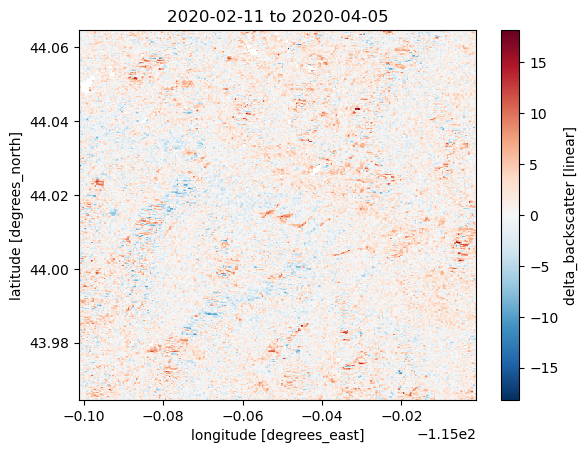 2020-02-11 to 2020-04-05
44.06
44.04
44.02
44.00
43.98
latitude [degrees_north]
−0.10 −0.08 −0.06 −0.04 −0.02
longitude [degrees_east]
−1.15e2
15
10
5
0
−5
−10
−15
delta_backscatter [linear]